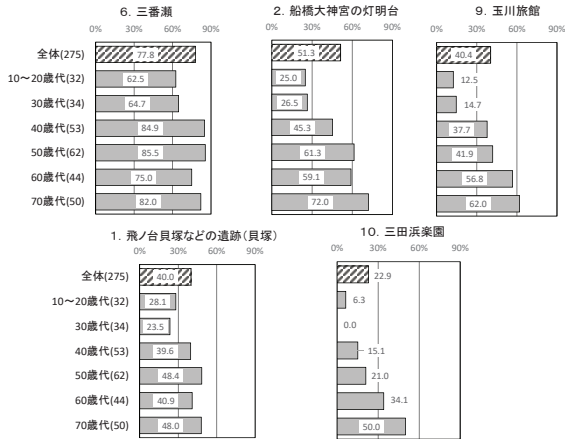 6. 三番瀬
0% 30% 60% 90%
全体(275) 77.8
10～20歳代(32) 62.5
30歳代(34) 64.7
40歳代(53) 84.9
50歳代(62) 85.5
60歳代(44) 75.0
70歳代(50) 82.0
2. 船橋大神宮の灯明台
0% 30% 60% 90%
51.3
25.0
26.5
45.3
61.3
59.1
72.0
9. 玉川旅館
0% 30% 60% 90%
40.4
12.5
14.7
37.7
41.9
56.8
62.0
1. 飛ノ台貝塚などの遺跡(貝塚)
0% 30% 60% 90%
全体(275) 40.0
10～20歳代(32) 28.1
30歳代(34) 23.5
40歳代(53) 39.6
50歳代(62) 48.4
60歳代(44) 40.9
70歳代(50) 48.0
10. 三田浜楽園
0% 30% 60% 90%
22.9
6.3
0.0
15.1
21.0
34.1
50.0